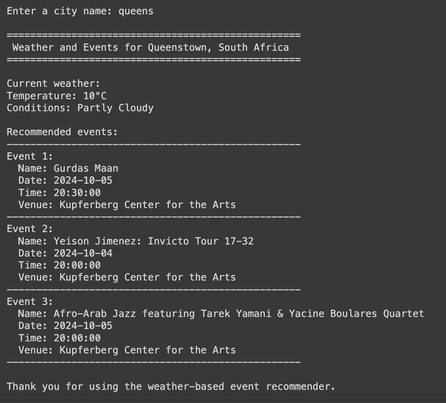 Enter a city name: queens
==================================================
Weather and Events for Queenstown, South Africa
==================================================
Current weather:
Temperature: 10°C
Conditions: Partly Cloudy
Recommended events:
--------------------------------------------------
Event 1:
Name: Gurdas Maan
Date: 2024-10-05
Time: 20:30:00
Venue: Kupferberg Center for the Arts
--------------------------------------------------
Event 2:
Name: Yeison Jimenez: Invicto Tour 17-32
Date: 2024-10-04
Time: 20:00:00
Venue: Kupferberg Center for the Arts
--------------------------------------------------
Event 3:
Name: Afro-Arab Jazz featuring Tarek Yamani & Yacine Boulares Quartet
Date: 2024-10-05
Time: 20:00:00
Venue: Kupferberg Center for the Arts
--------------------------------------------------
Thank you for using the weather-based event recommender.